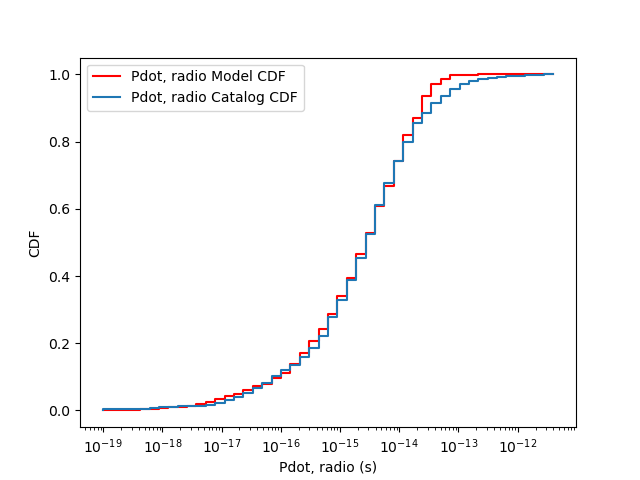 Pdot, radio Model CDF
Pdot, radio Catalog CDF
CDF
1.0
0.8
0.6
0.4
0.2
0.0
10⁻¹⁹ 10⁻¹⁸ 10⁻¹⁷ 10⁻¹⁶ 10⁻¹⁵ 10⁻¹⁴ 10⁻¹³ 10⁻¹²
Pdot, radio (s)